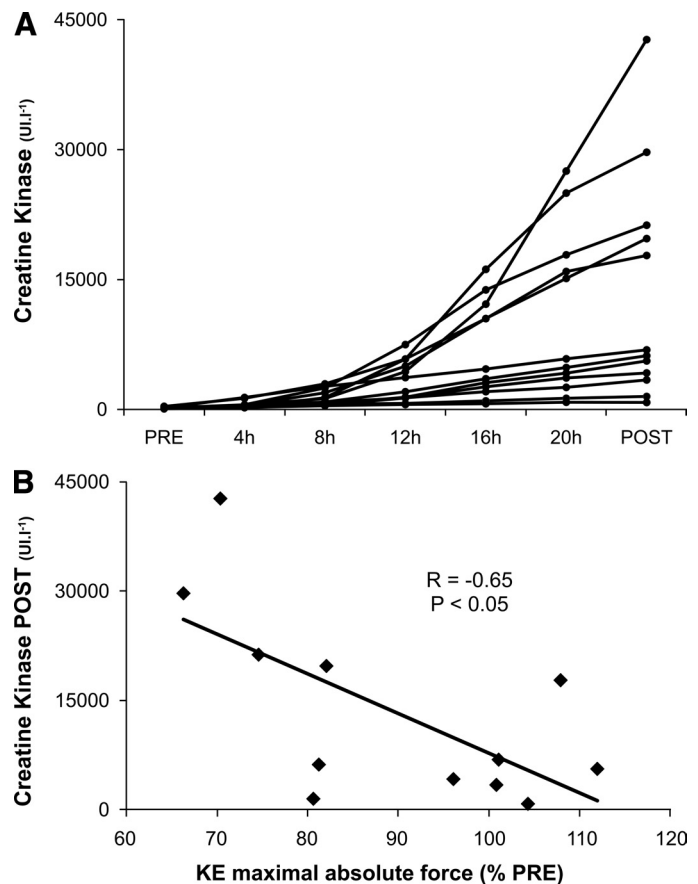 A
Creatine Kinase (UI.l⁻¹)
45000
30000
15000
0
PRE 4h 8h 12h 16h 20h POST
B
Creatine Kinase POST (UI.l⁻¹)
45000
30000
15000
0
R = -0.65
P < 0.05
60 70 80 90 100 110 120
KE maximal absolute force (% PRE)